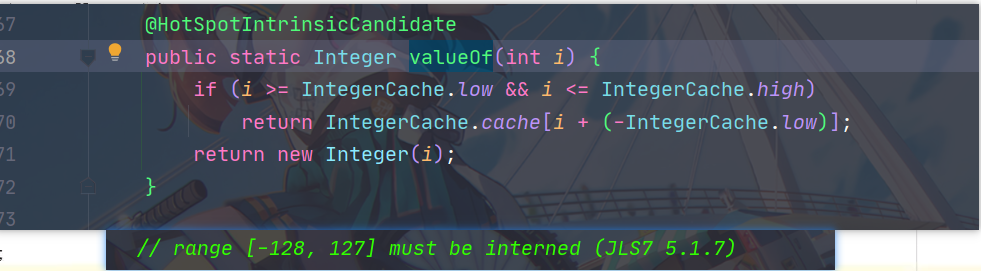 67 @HotSpotIntrinsicCandidate
68 public static Integer valueOf(int i) {
69 if (i >= IntegerCache.low && i <= IntegerCache.high)
70 return IntegerCache.cache[i + (-IntegerCache.low)];
71 return new Integer(i);
72 }
73
; // range [-128, 127] must be interned (JLS7 5.1.7)